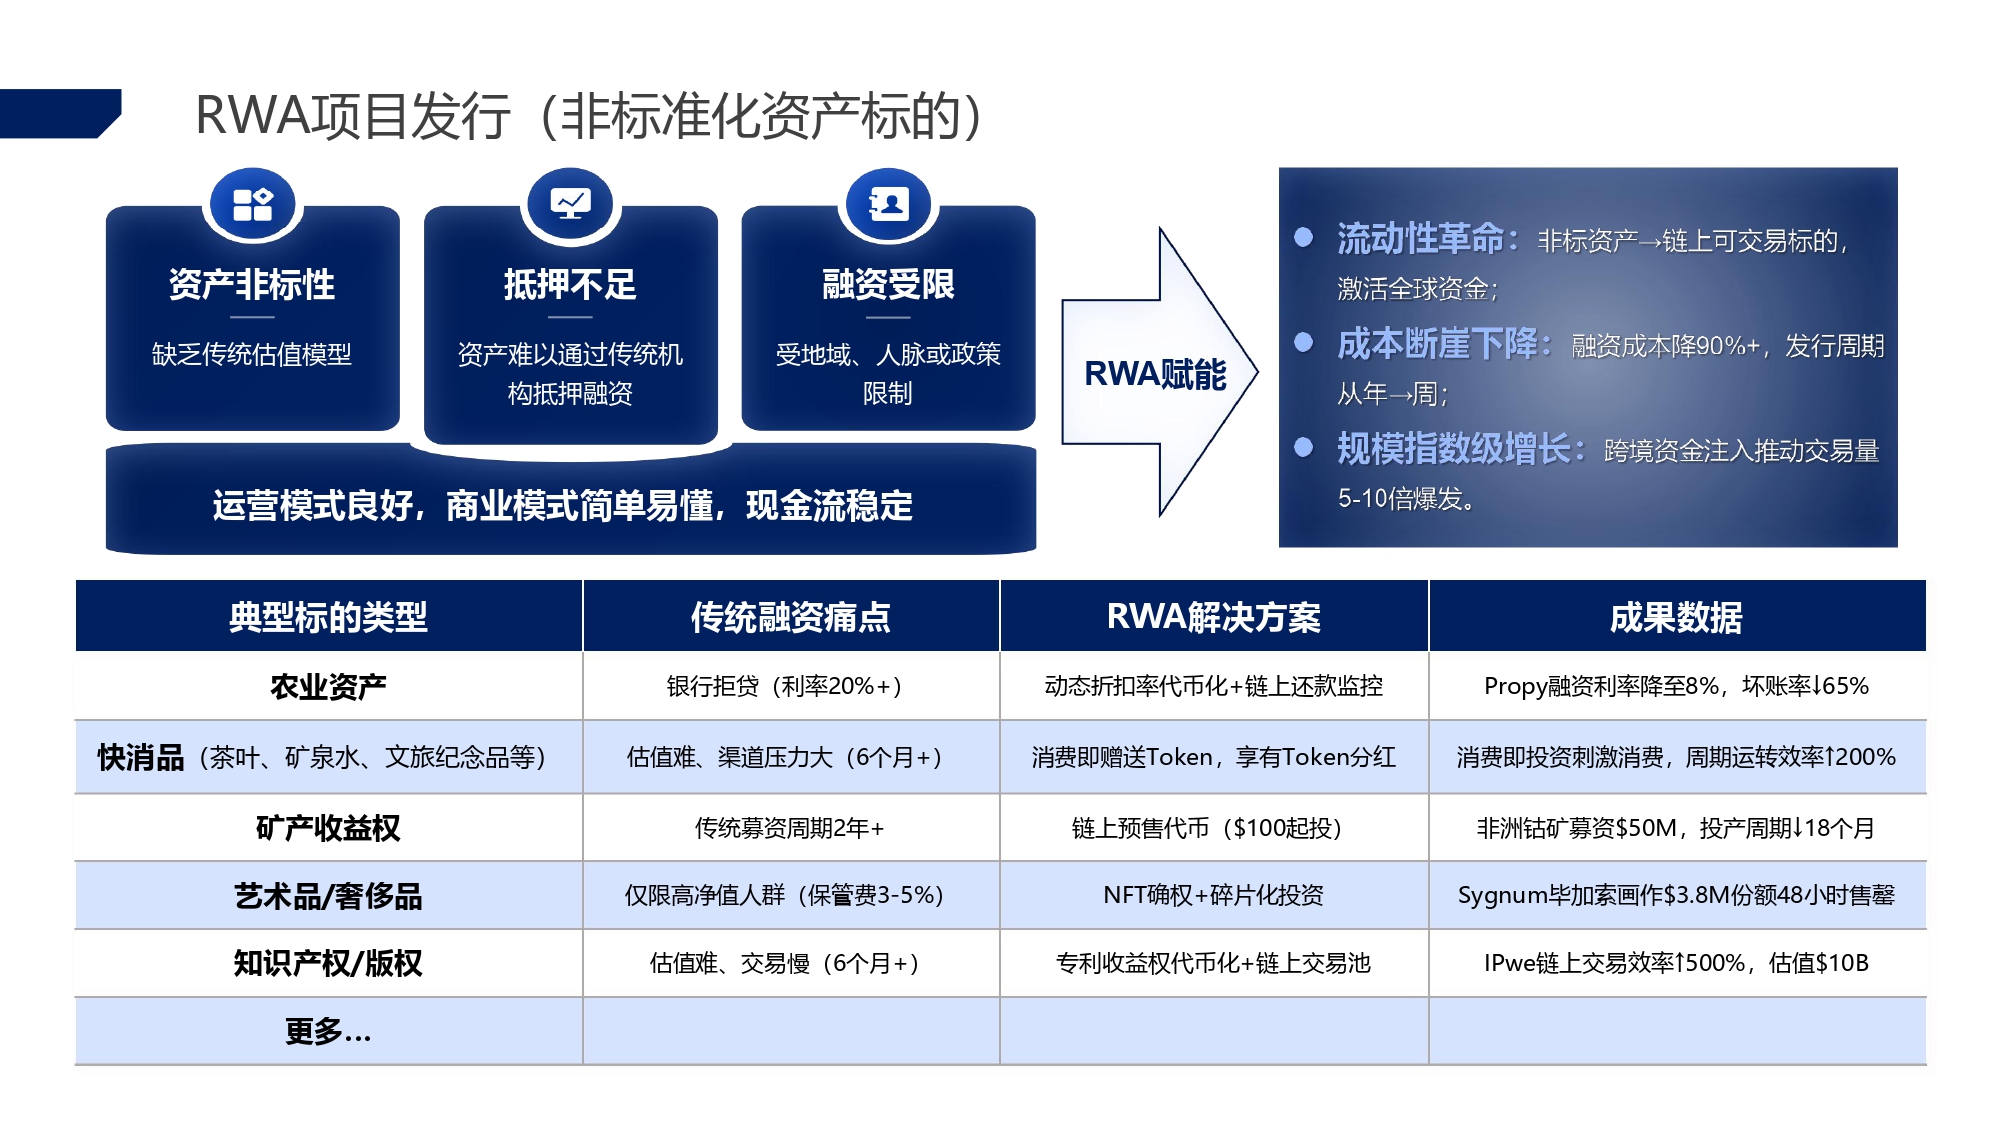 RWA项目发行（非标准化资产标的）
资产非标性
缺乏传统估值模型
抵押不足
资产难以通过传统机
构抵押融资
融资受限
受地域、人脉或政策
限制
运营模式良好，商业模式简单易懂，现金流稳定
RWA赋能
流动性革命：非标资产→链上可交易标的，
激活全球资金；
成本断崖下降：融资成本降90%+，发行周期
从年→周；
规模指数级增长：跨境资金注入推动交易量
5-10倍爆发。
典型标的类型 传统融资痛点 RWA解决方案 成果数据
农业资产 银行拒贷（利率20%+） 动态折扣率代币化+链上还款监控 Propy融资利率降至8%，坏账率↓65%
快消品（茶叶、矿泉水、文旅纪念品等） 估值难、渠道压力大（6个月+） 消费即赠送Token，享有Token分红 消费即投资刺激消费，周期运转效率↑200%
矿产收益权 传统募资周期2年+ 链上预售代币（$100起投） 非洲钴矿募资$50M，投产周期↓18个月
艺术品/奢侈品 仅限高净值人群（保管费3-5%） NFT确权+碎片化投资 Sygnum毕加索画作$3.8M份额48小时售罄
知识产权/版权 估值难、交易慢（6个月+） 专利收益权代币化+链上交易池 IPwe链上交易效率↑500%，估值$10B
更多...